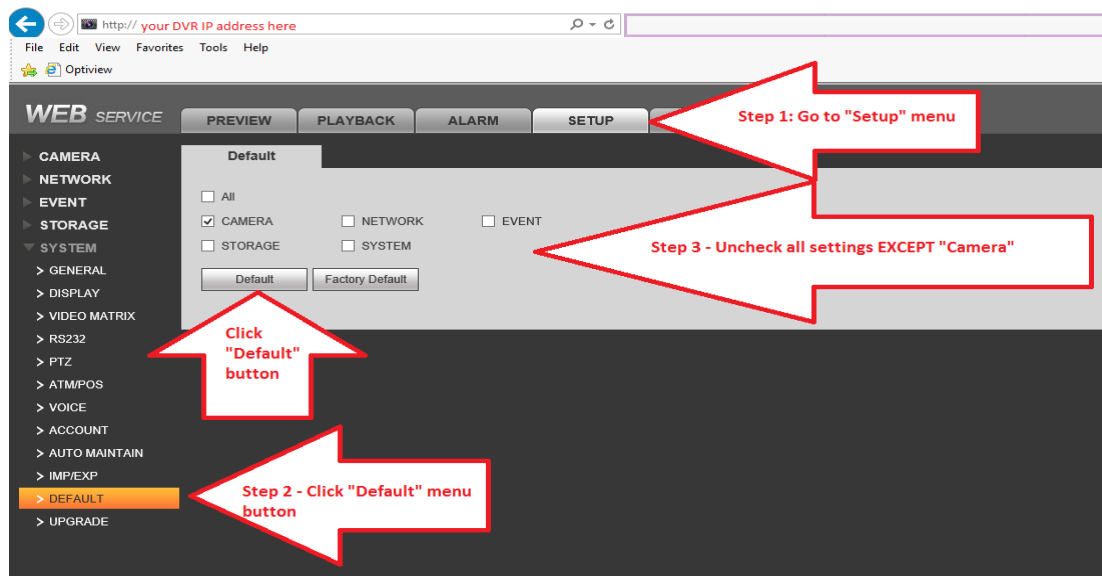 http:// your DVR IP address here
File Edit View Favorites Tools Help
Optiview
WEB SERVICE
PREVIEW PLAYBACK ALARM SETUP
Step 1: Go to "Setup" menu
CAMERA
NETWORK
EVENT
STORAGE
SYSTEM
> GENERAL
> DISPLAY
> VIDEO MATRIX
> RS232
> PTZ
> ATM/POS
> VOICE
> ACCOUNT
> AUTO MAINTAIN
> IMP/EXP
> DEFAULT
> UPGRADE
Default
All
CAMERA NETWORK EVENT
STORAGE SYSTEM
Default Factory Default
Step 3 - Uncheck all settings EXCEPT "Camera"
Click
"Default"
button
Step 2 - Click "Default" menu
button